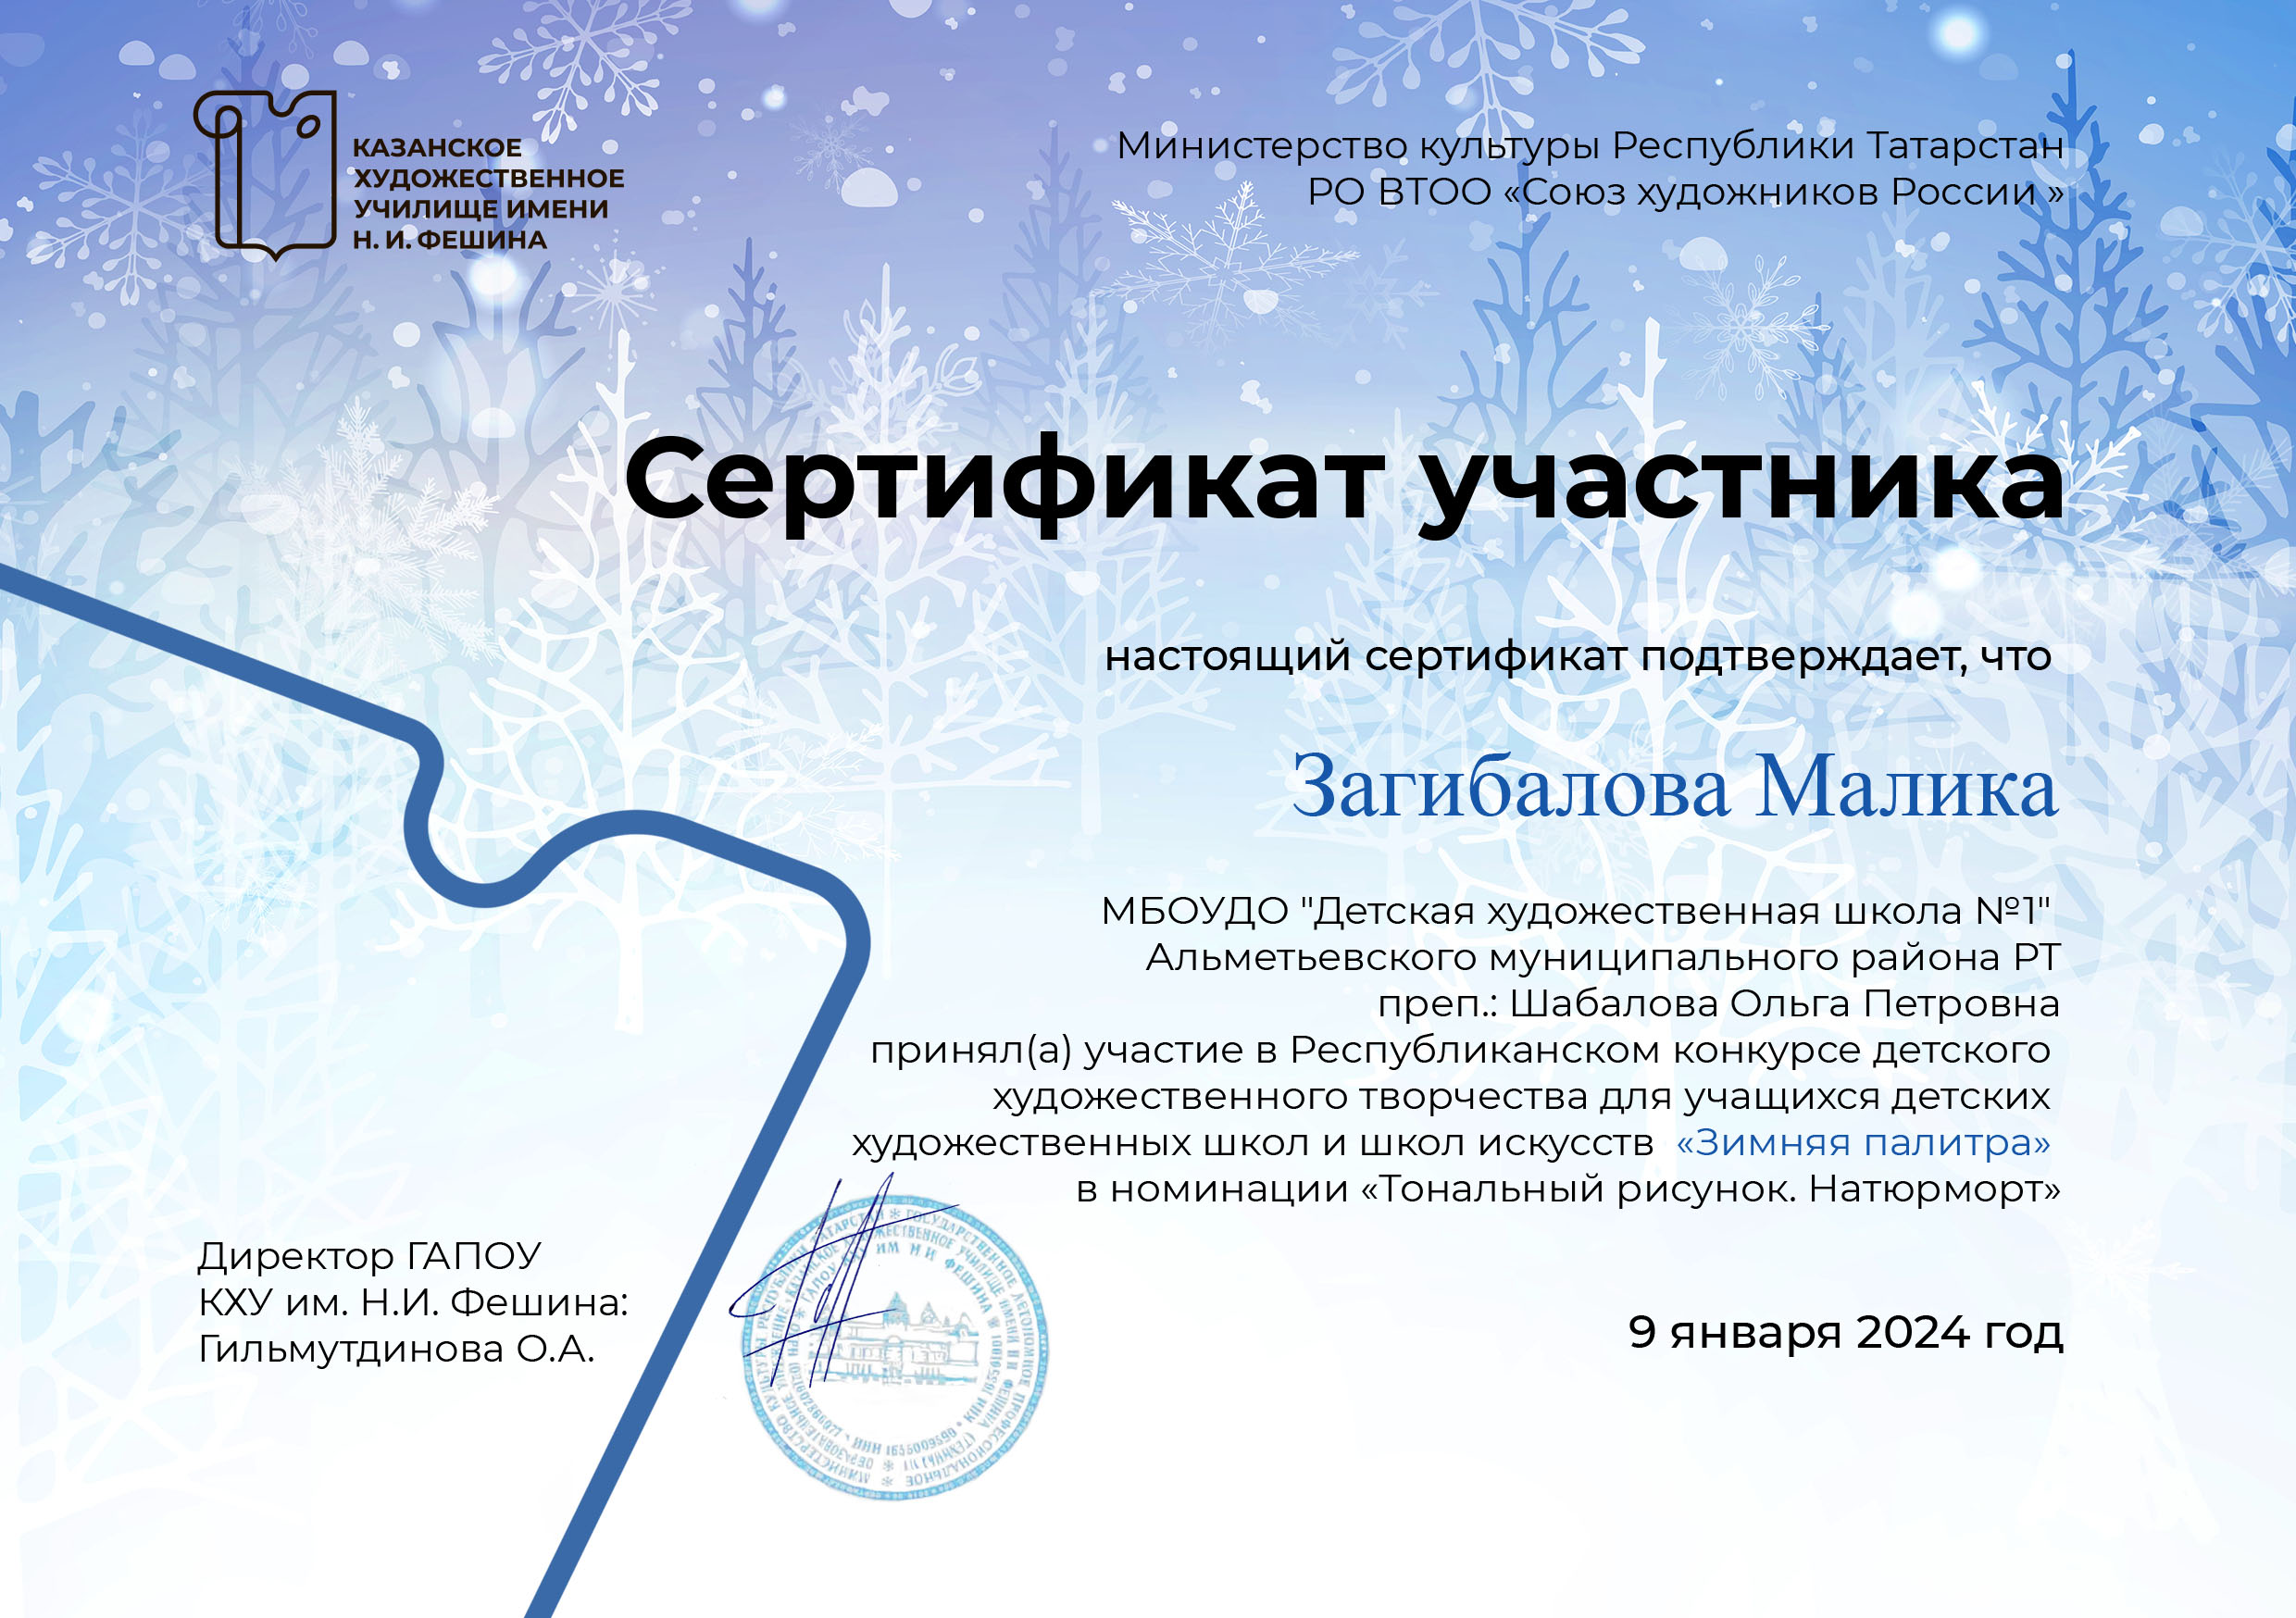 КАЗАНСКОЕ
ХУДОЖЕСТВЕННОЕ
УЧИЛИЩЕ ИМЕНИ
Н. И. ФЕШИНА
Министерство культуры Республики Татарстан
РО ВТОО «Союз художников России »
Сертификат участника
настоящий сертификат подтверждает, что
Загибалова Малика
МБОУДО "Детская художественная школа №1"
Альметьевского муниципального района РТ
преп.: Шабалова Ольга Петровна
принял(а) участие в Республиканском конкурсе детского
художественного творчества для учащихся детских
художественных школ и школ искусств «Зимняя палитра»
в номинации «Тональный рисунок. Натюрморт»
Директор ГАПОУ
КХУ им. Н.И. Фешина:
Гильмутдинова О.А.
9 января 2024 год